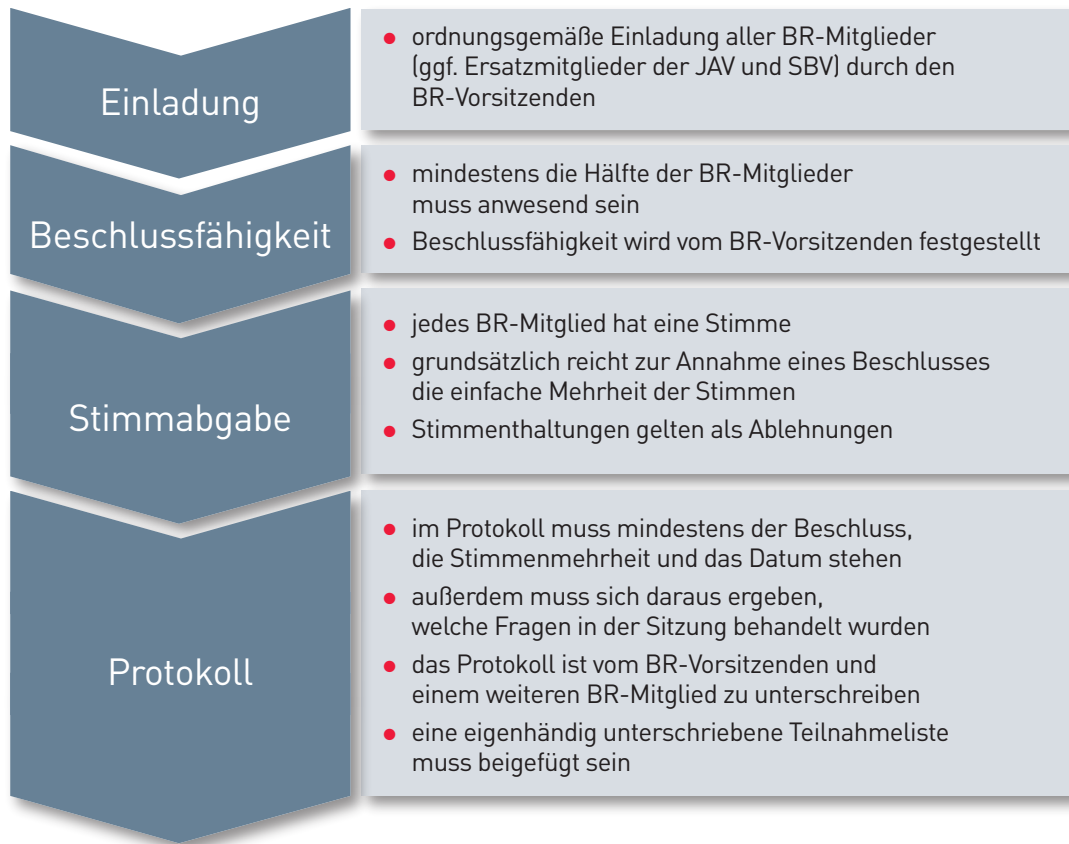 Einladung
• ordnungsgemäße Einladung aller BR-Mitglieder
(ggf. Ersatzmitglieder der JAV und SBV) durch den
BR-Vorsitzenden
Beschlussfähigkeit
• mindestens die Hälfte der BR-Mitglieder
muss anwesend sein
• Beschlussfähigkeit wird vom BR-Vorsitzenden festgestellt
Stimmabgabe
• jedes BR-Mitglied hat eine Stimme
• grundsätzlich reicht zur Annahme eines Beschlusses
die einfache Mehrheit der Stimmen
• Stimmenthaltungen gelten als Ablehnungen
Protokoll
• im Protokoll muss mindestens der Beschluss,
die Stimmenmehrheit und das Datum stehen
• außerdem muss sich daraus ergeben,
welche Fragen in der Sitzung behandelt wurden
• das Protokoll ist vom BR-Vorsitzenden und
einem weiteren BR-Mitglied zu unterschreiben
• eine eigenhändig unterschriebene Teilnahmeliste
muss beigefügt sein